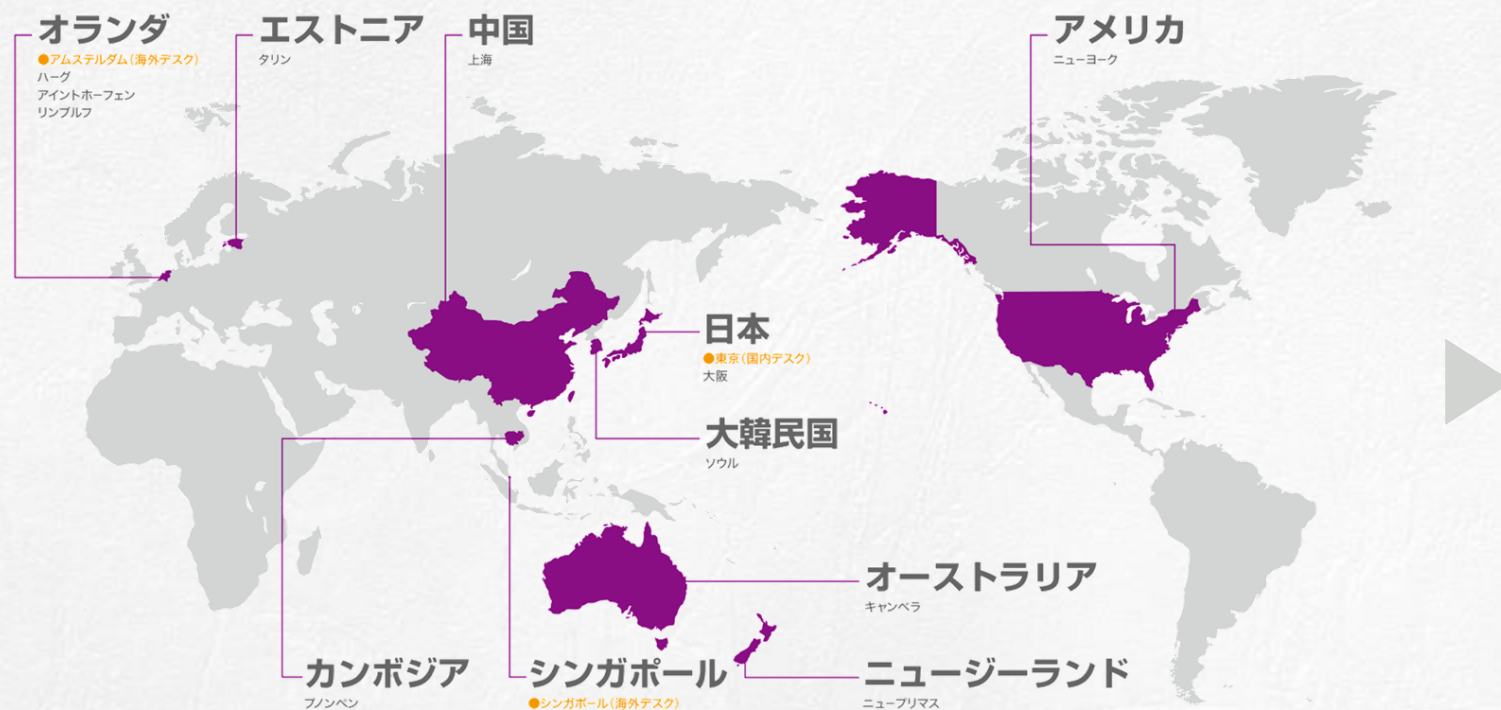 オランダ
●アムステルダム(海外デスク)
ハーグ
アイントホーフェン
リンブルフ
エストニア
タリン
中国
上海
アメリカ
ニューヨーク
日本
●東京(国内デスク)
大阪
大韓民国
ソウル
オーストラリア
キャンベラ
カンボジア
プノンペン
シンガポール
●シンガポール(海外デスク)
ニュージーランド
ニュープリマス